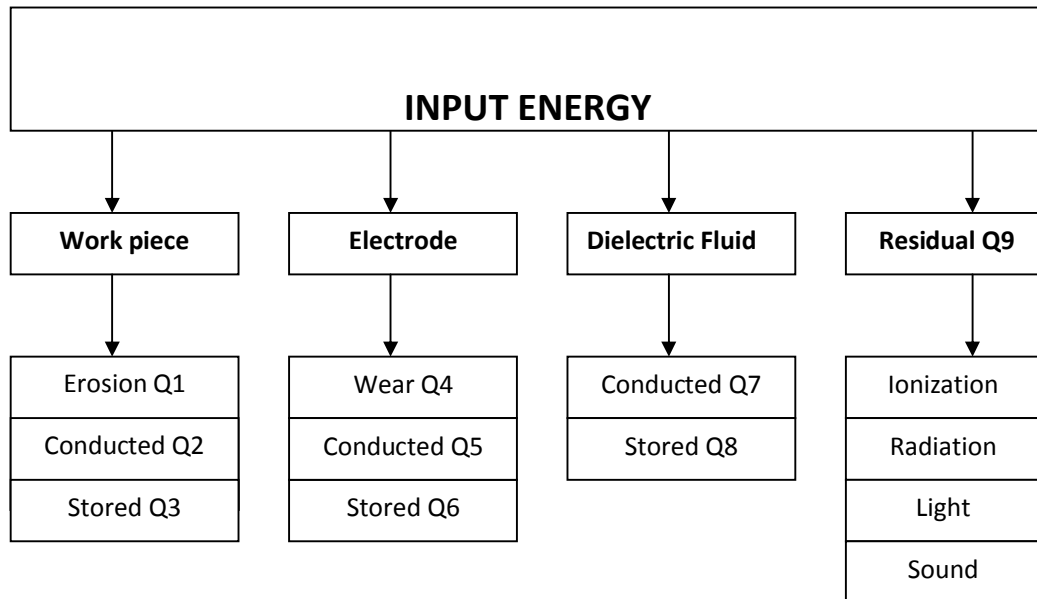 INPUT ENERGY
Work piece
Electrode
Dielectric Fluid
Residual Q9
Erosion Q1
Wear Q4
Conducted Q7
Ionization
Conducted Q2
Conducted Q5
Stored Q8
Radiation
Stored Q3
Stored Q6
Light
Sound